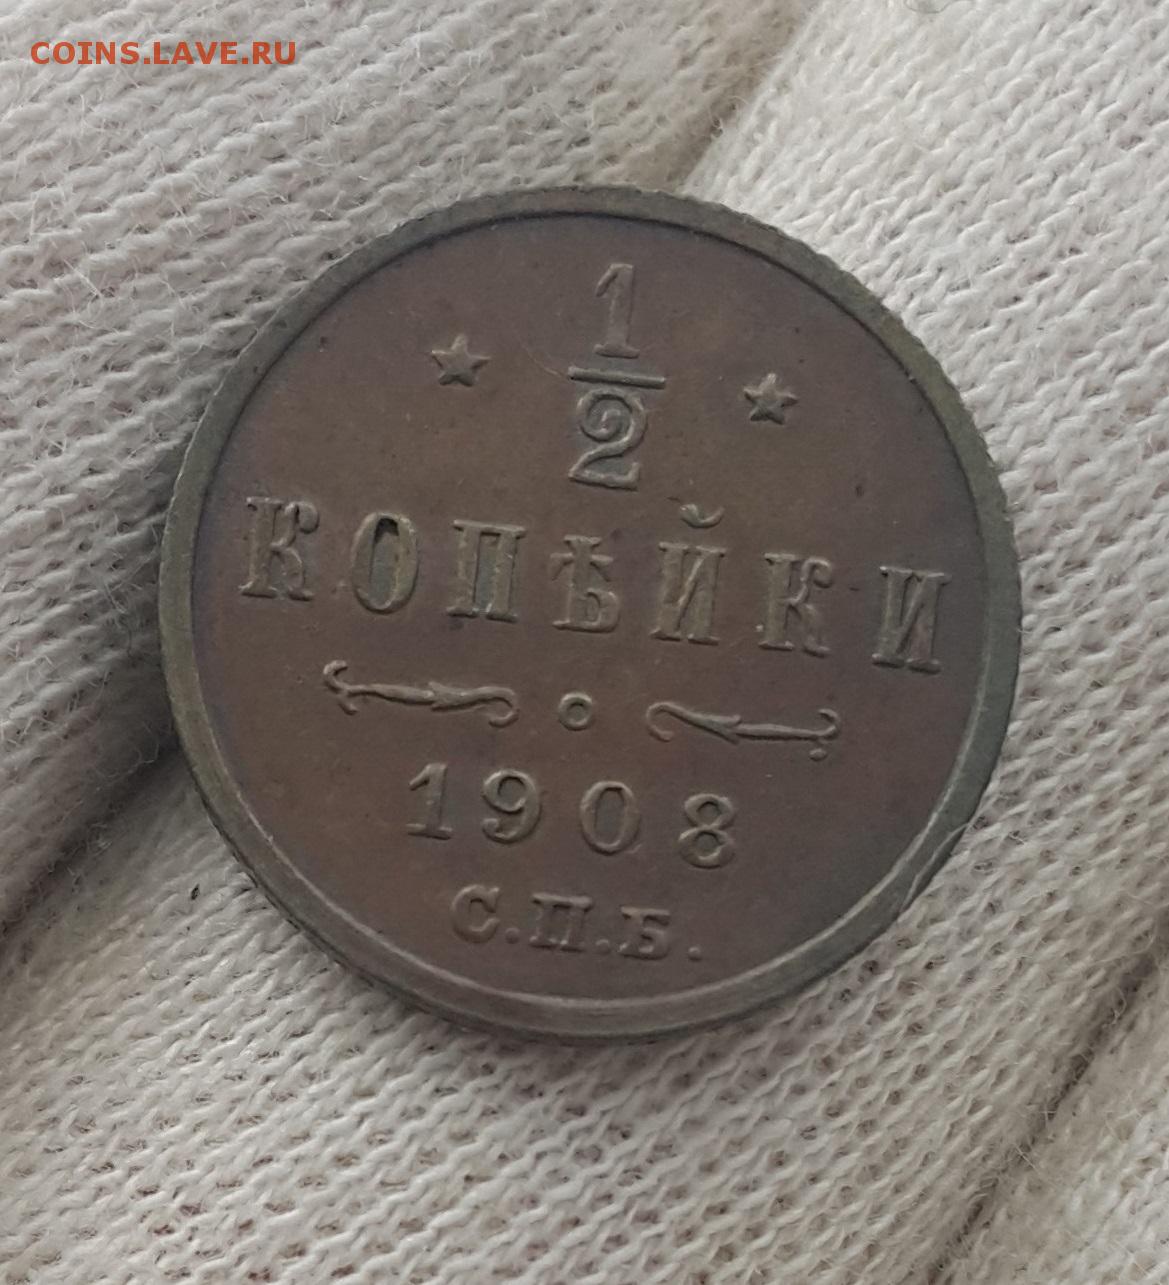 COINS.LAVE.RU
1/2
КОПѢЙКИ
1908
С.П.Б.